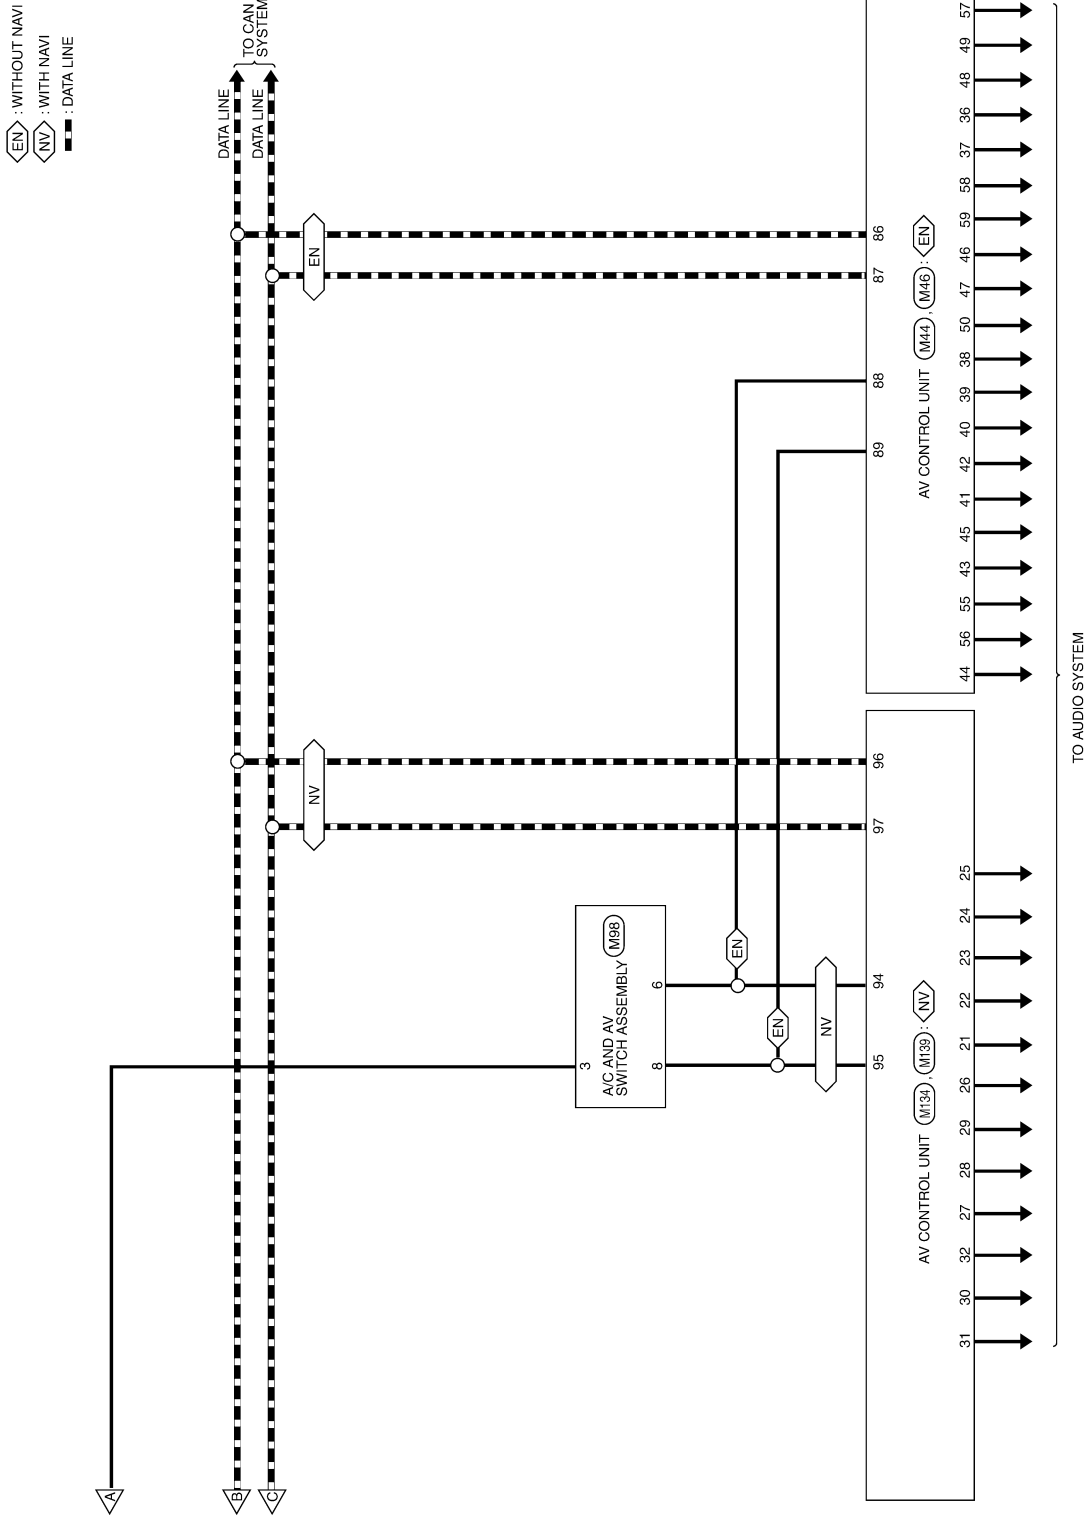 EN : WITHOUT NAVI
NV : WITH NAVI
: DATA LINE
A
B
DATA LINE
C
DATA LINE
TO CAN
SYSTEM
NV
EN
3
A/C AND AV
SWITCH ASSEMBLY M98
8
6
EN
EN
NV
95
94
97
96
89
88
87
86
AV CONTROL UNIT M134 , M139 : NV
AV CONTROL UNIT M44 , M46 : EN
31
30
32
27
28
29
26
21
22
23
24
25
44
56
55
43
45
41
42
40
39
38
50
47
46
59
58
37
36
48
49
57
TO AUDIO SYSTEM